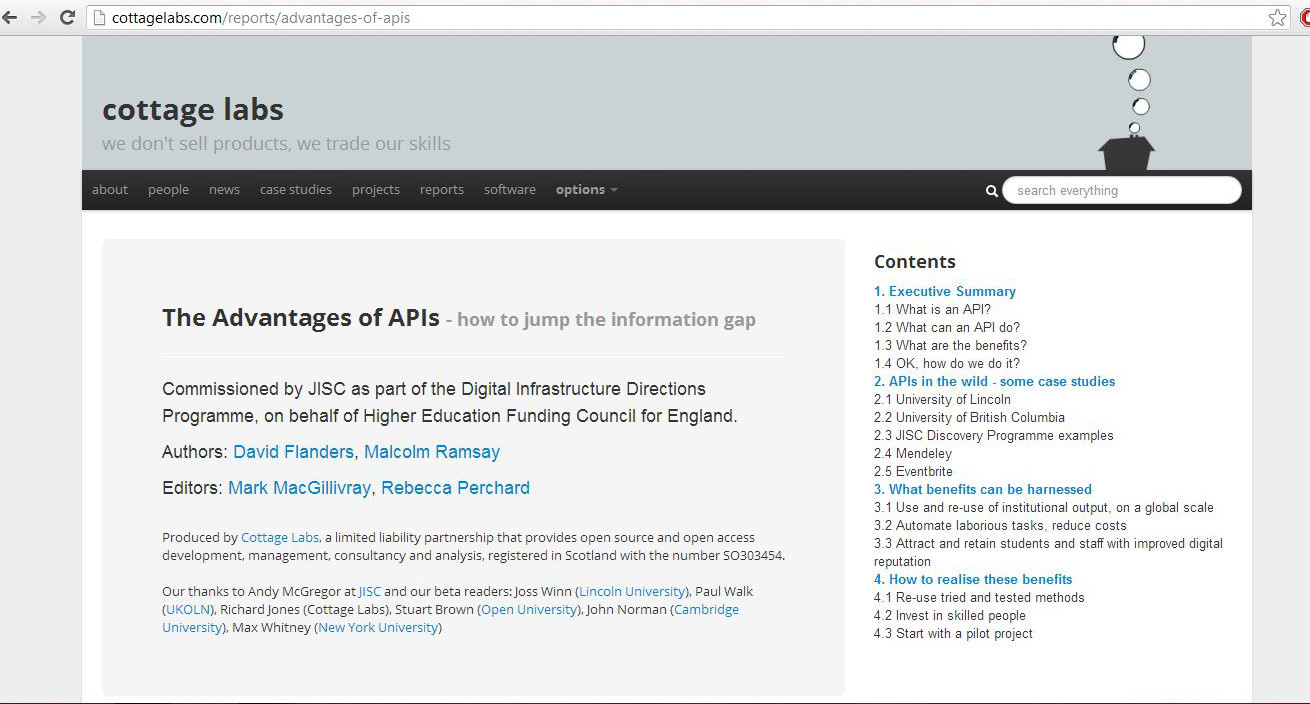 cottagelabs.com/reports/advantages-of-apis
cottage labs
we don't sell products, we trade our skills
about people news case studies projects reports software options
search everything
The Advantages of APIs - how to jump the information gap
Commissioned by JISC as part of the Digital Infrastructure Directions
Programme, on behalf of Higher Education Funding Council for England.
Authors: David Flanders, Malcolm Ramsay
Editors: Mark MacGillivray, Rebecca Perchard
Produced by Cottage Labs, a limited liability partnership that provides open source and open access
development, management, consultancy and analysis, registered in Scotland with the number SO303454.
Our thanks to Andy McGregor at JISC and our beta readers: Joss Winn (Lincoln University), Paul Walk
(UKOLN), Richard Jones (Cottage Labs), Stuart Brown (Open University), John Norman (Cambridge
University), Max Whitney (New York University)
Contents
1. Executive Summary
1.1 What is an API?
1.2 What can an API do?
1.3 What are the benefits?
1.4 OK, how do we do it?
2. APIs in the wild - some case studies
2.1 University of Lincoln
2.2 University of British Columbia
2.3 JISC Discovery Programme examples
2.4 Mendeley
2.5 Eventbrite
3. What benefits can be harnessed
3.1 Use and re-use of institutional output, on a global scale
3.2 Automate laborious tasks, reduce costs
3.3 Attract and retain students and staff with improved digital
reputation
4. How to realise these benefits
4.1 Re-use tried and tested methods
4.2 Invest in skilled people
4.3 Start with a pilot project